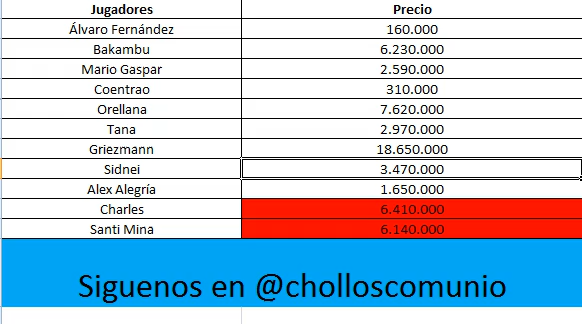 Jugadores Precio
Álvaro Fernández 160.000
Bakambu 6.230.000
Mario Gaspar 2.590.000
Coentrao 310.000
Orellana 7.620.000
Tana 2.970.000
Griezmann 18.650.000
Sidnei 3.470.000
Alex Alegría 1.650.000
Charles 6.410.000
Santi Mina 6.140.000
Siguenos en @cholloscomunio